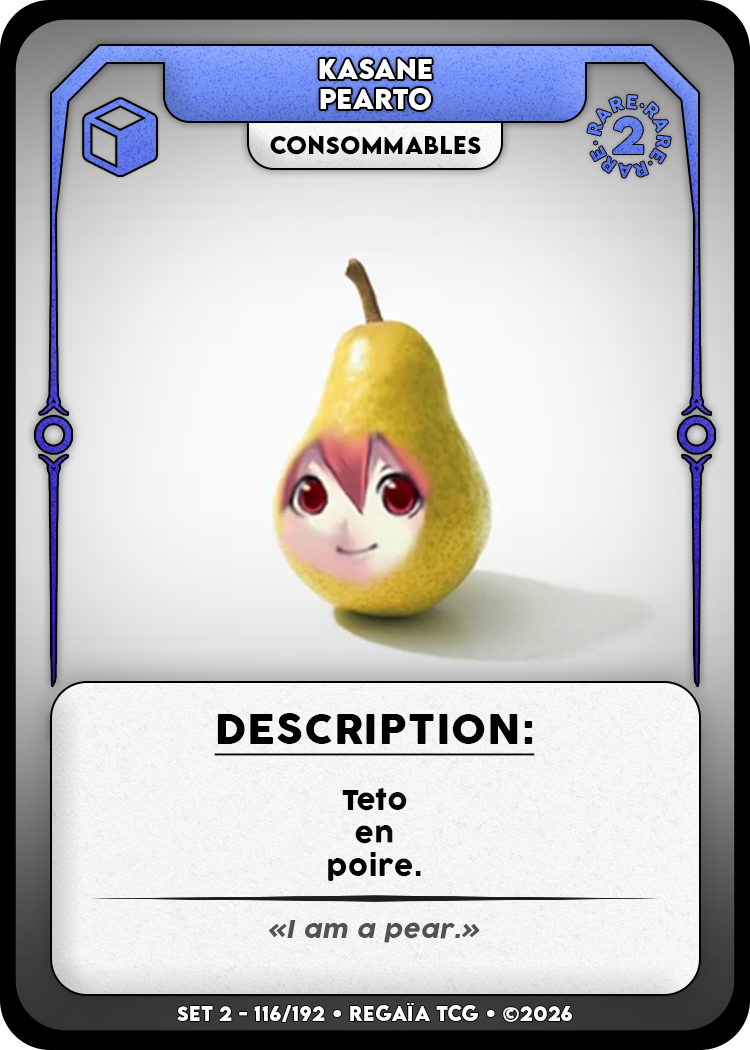 KASANE
PEARTO
CONSOMMABLES
RARE • RARE • RARE •
2
DESCRIPTION:
Teto
en
poire.
«I am a pear.»
SET 2 - 116/192 • REGAÏA TCG • ©2026